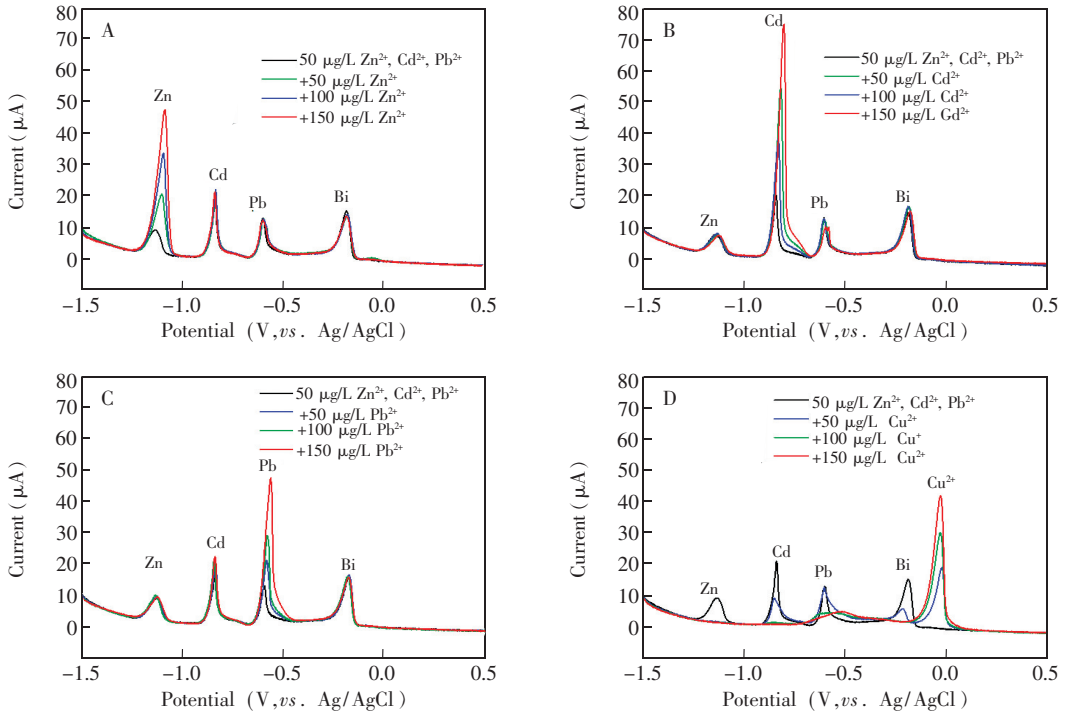 A
50 μg/L Zn²⁺, Cd²⁺, Pb²⁺
+50 μg/L Zn²⁺
+100 μg/L Zn²⁺
+150 μg/L Zn²⁺
Zn
Cd
Pb
Bi
80
70
60
50
40
30
20
10
0
Current (μA)
−1.5
−1.0
−0.5
0.0
0.5
Potential (V,vs. Ag/AgCl)
B
50 μg/L Zn²⁺, Cd²⁺, Pb²⁺
+50 μg/L Cd²⁺
+100 μg/L Cd²⁺
+150 μg/L Gd²⁺
Cd
Zn
Pb
Bi
80
70
60
50
40
30
20
10
0
Current (μA)
−1.5
−1.0
−0.5
0.0
0.5
Potential (V,vs. Ag/AgCl)
C
50 μg/L Zn²⁺, Cd²⁺, Pb²⁺
+50 μg/L Pb²⁺
+100 μg/L Pb²⁺
+150 μg/L Pb²⁺
Pb
Zn
Cd
Bi
80
70
60
50
40
30
20
10
0
Current (μA)
−1.5
−1.0
−0.5
0.0
0.5
Potential (V,vs. Ag/AgCl)
D
50 μg/L Zn²⁺, Cd²⁺, Pb²⁺
+50 μg/L Cu²⁺
+100 μg/L Cu⁺
+150 μg/L Cu²⁺
Cu²⁺
Zn
Cd
Pb
Bi
80
70
60
50
40
30
20
10
0
Current (μA)
−1.5
−1.0
−0.5
0.0
0.5
Potential (V,vs. Ag/AgCl)